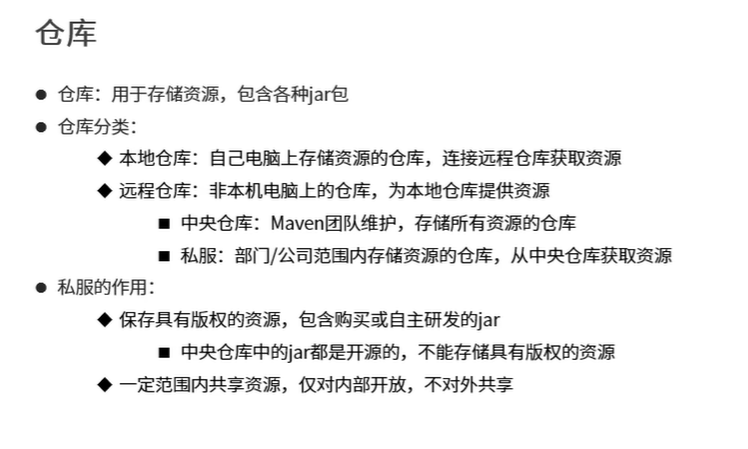 仓库
● 仓库：用于存储资源，包含各种jar包
● 仓库分类：
◆ 本地仓库：自己电脑上存储资源的仓库，连接远程仓库获取资源
◆ 远程仓库：非本机电脑上的仓库，为本地仓库提供资源
■ 中央仓库：Maven团队维护，存储所有资源的仓库
■ 私服：部门/公司范围内存储资源的仓库，从中央仓库获取资源
● 私服的作用：
◆ 保存具有版权的资源，包含购买或自主研发的jar
■ 中央仓库中的jar都是开源的，不能存储具有版权的资源
◆ 一定范围内共享资源，仅对内部开放，不对外共享